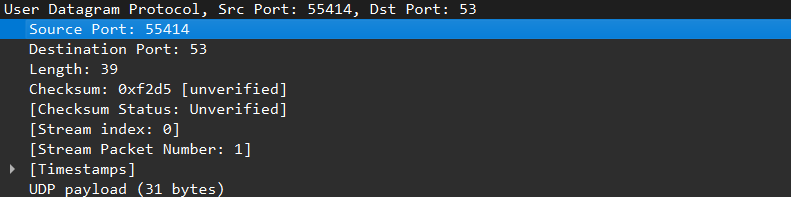 User Datagram Protocol, Src Port: 55414, Dst Port: 53
Source Port: 55414
Destination Port: 53
Length: 39
Checksum: 0xf2d5 [unverified]
[Checksum Status: Unverified]
[Stream index: 0]
[Stream Packet Number: 1]
[Timestamps]
UDP payload (31 bytes)